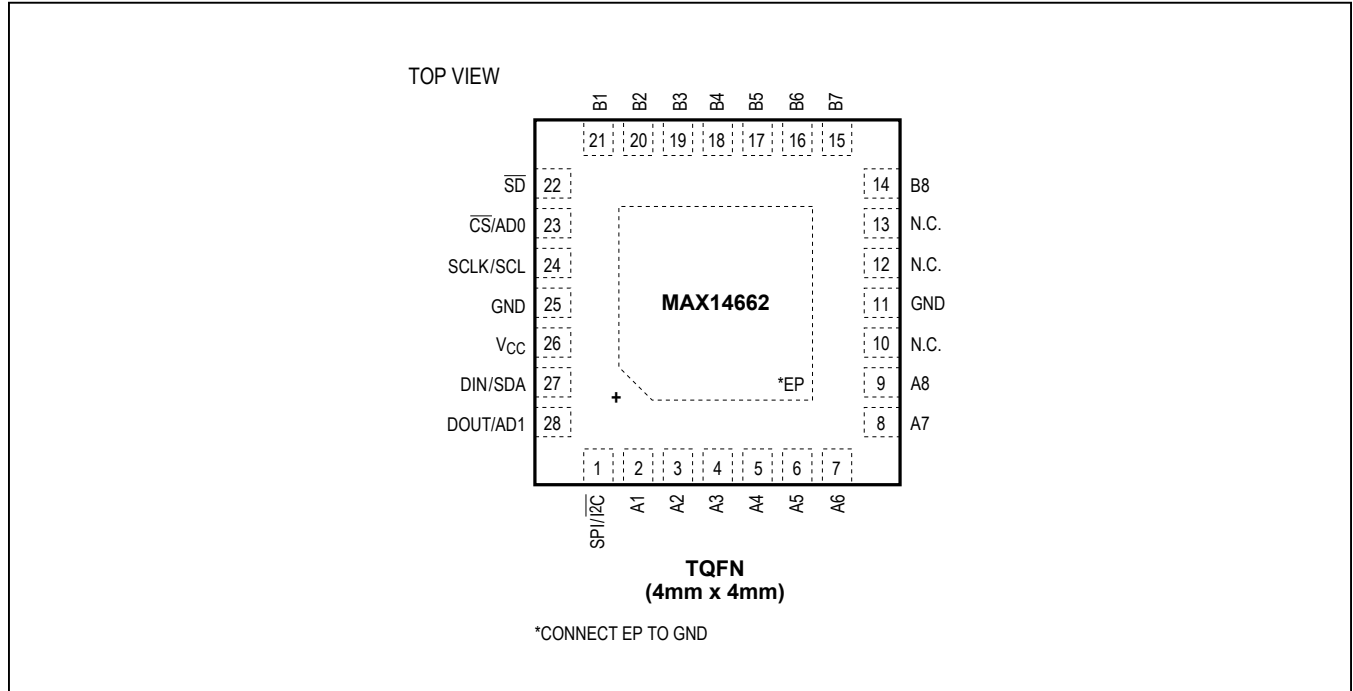 TOP VIEW
B1 B2 B3 B4 B5 B6 B7
21 20 19 18 17 16 15
SD 22 14 B8
CS/AD0 23 13 N.C.
SCLK/SCL 24 12 N.C.
GND 25 MAX14662 11 GND
VCC 26 10 N.C.
DIN/SDA 27 *EP 9 A8
+
DOUT/AD1 28 8 A7
1 2 3 4 5 6 7
SPI/I2C A1 A2 A3 A4 A5 A6
TQFN
(4mm x 4mm)
*CONNECT EP TO GND